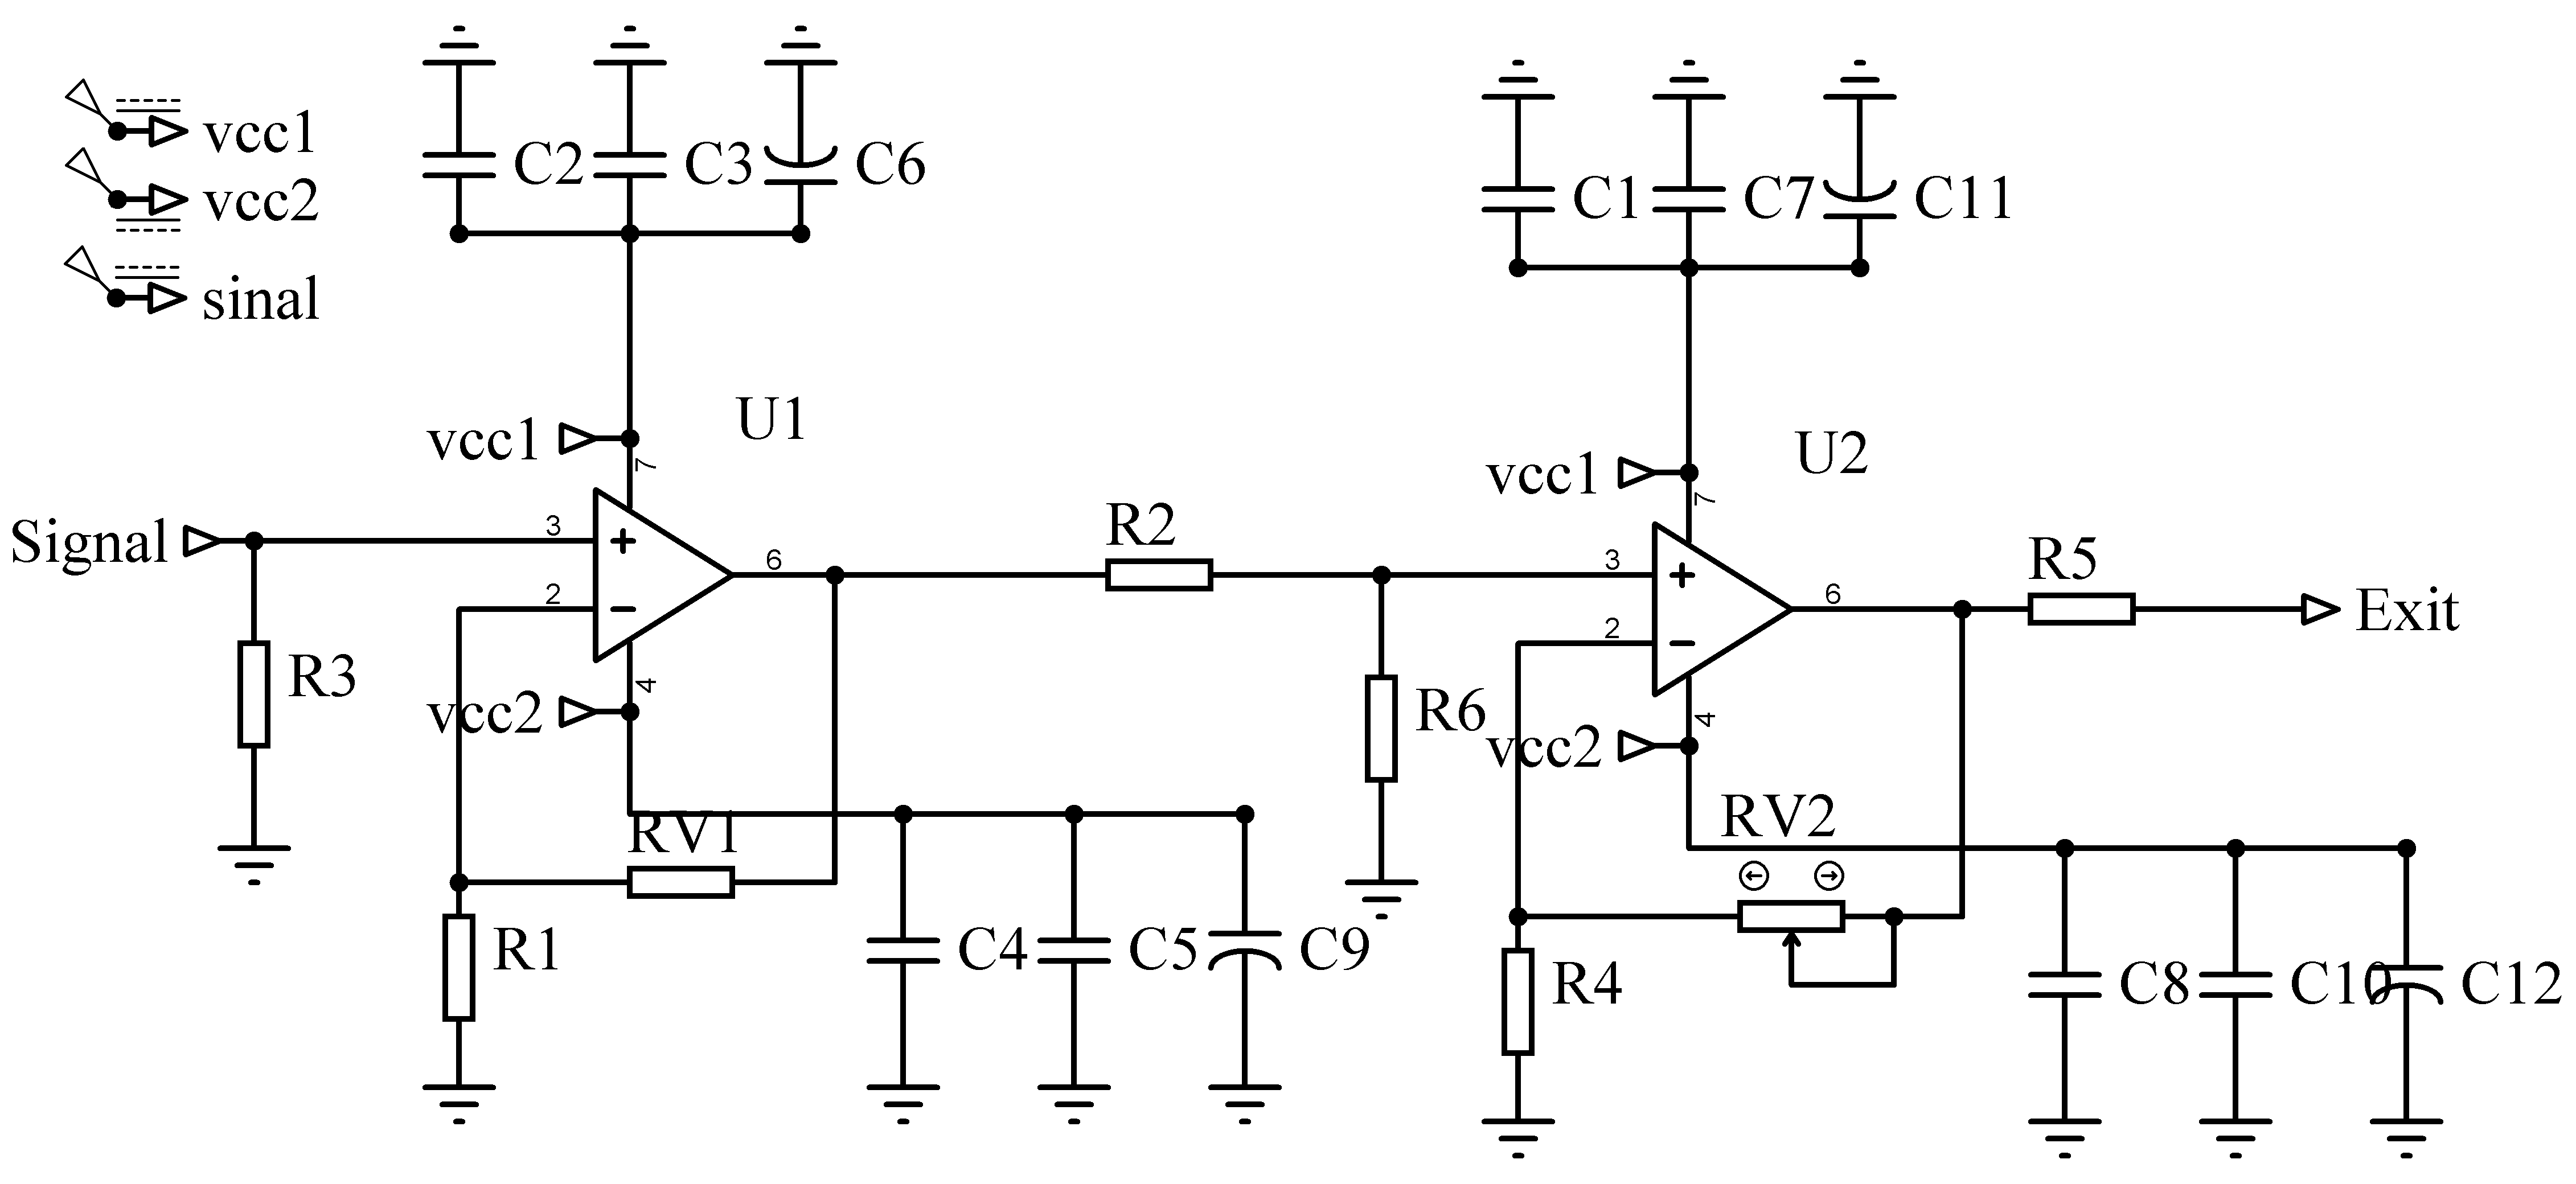 vcc1
vcc2
sinal
C2
C3
C6
C1
C7
C11
U1
vcc1
7
Signal
3
2
6
4
vcc2
R3
RV1
R1
C4
C5
C9
R2
R6
U2
vcc1
7
3
2
6
4
vcc2
R5
Exit
RV2
R4
C8
C10
C12